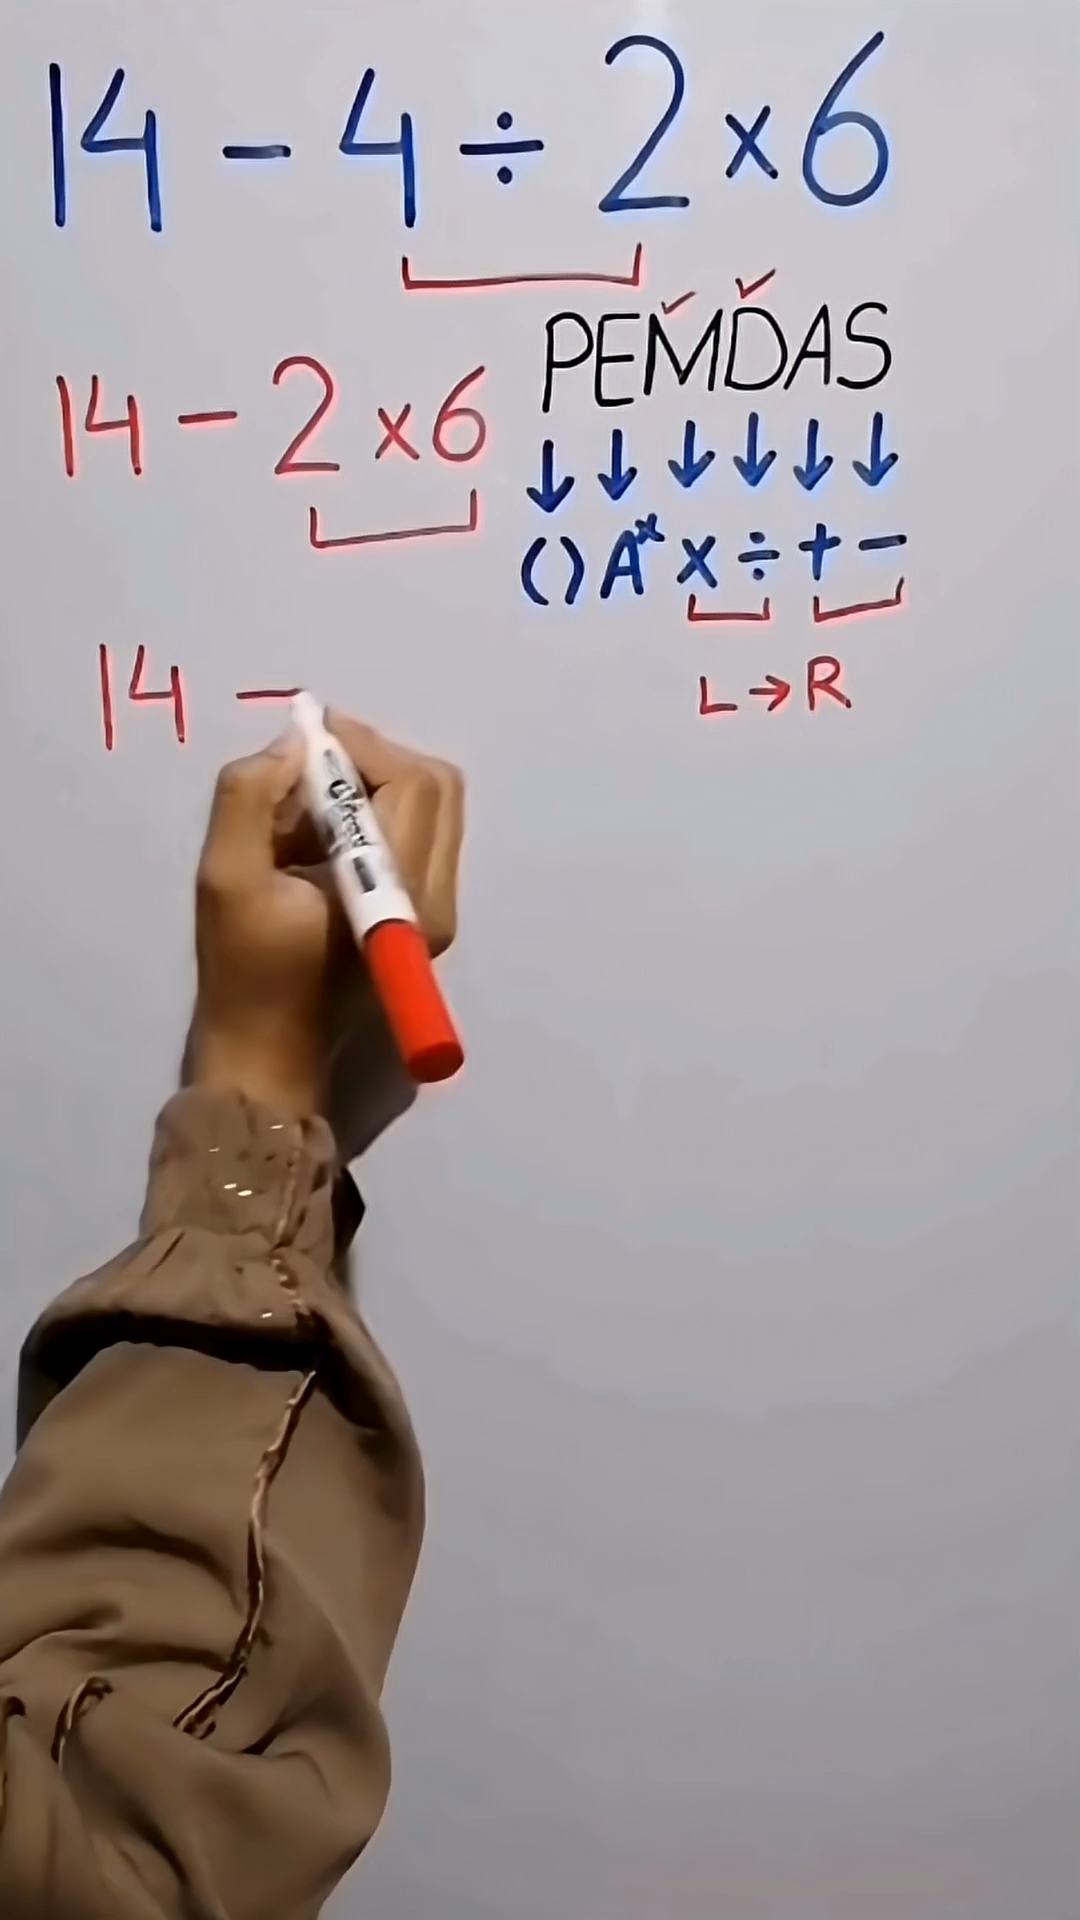 14 - 4 ÷ 2 × 6
PEMDAS
14 - 2 × 6
() Aˣ × ÷ + -
L → R
14 -